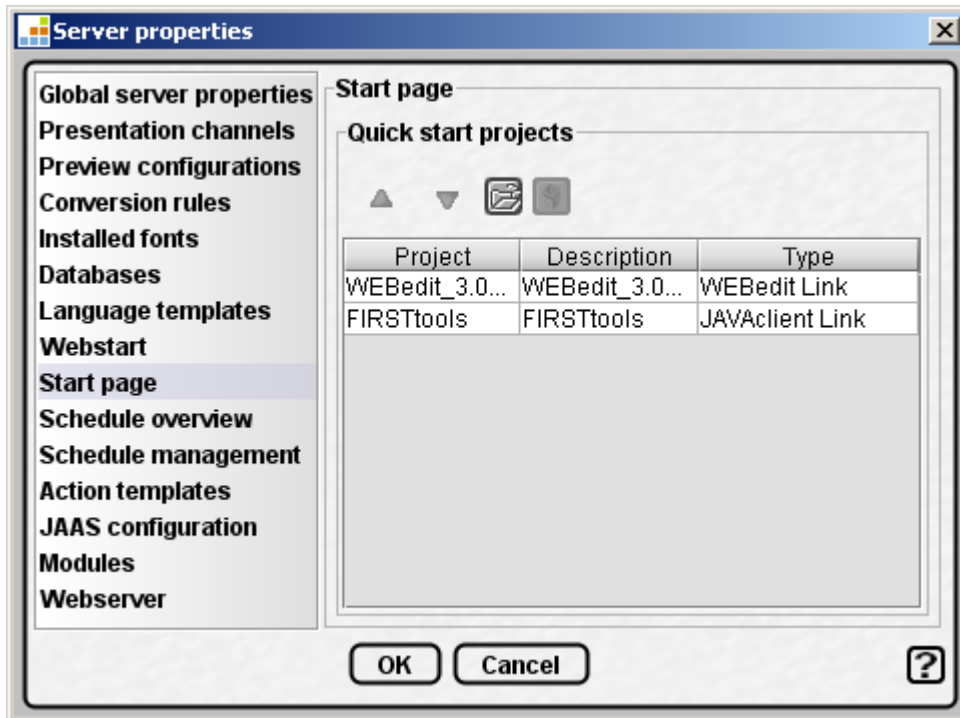 Server properties
Global server properties
Presentation channels
Preview configurations
Conversion rules
Installed fonts
Databases
Language templates
Webstart
Start page
Schedule overview
Schedule management
Action templates
JAAS configuration
Modules
Webserver
Start page
Quick start projects
Project Description Type
WEBedit_3.0... WEBedit_3.0... WEBedit Link
FIRSTtools FIRSTtools JAVAclient Link
OK Cancel ?